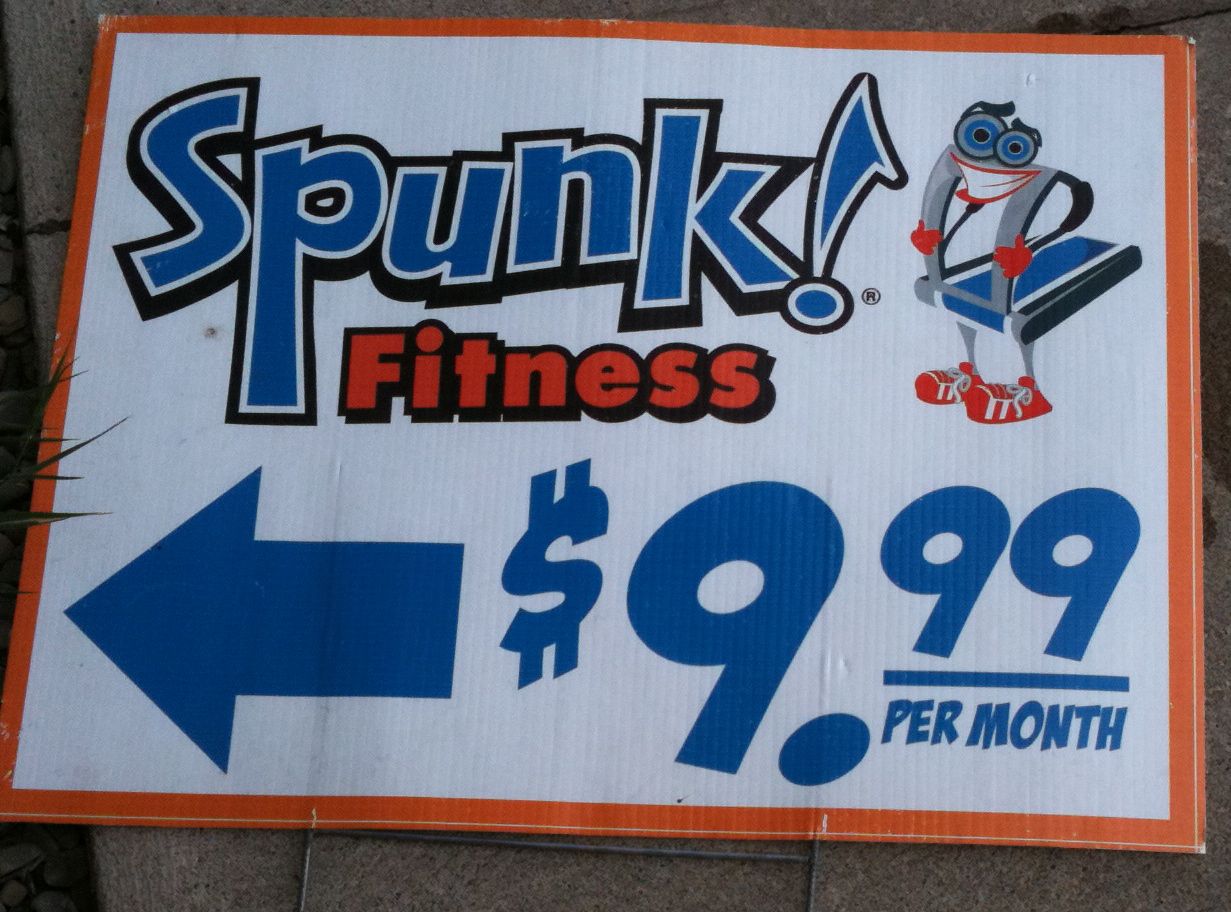 Spunk! ®
Fitness
$9.99
PER MONTH